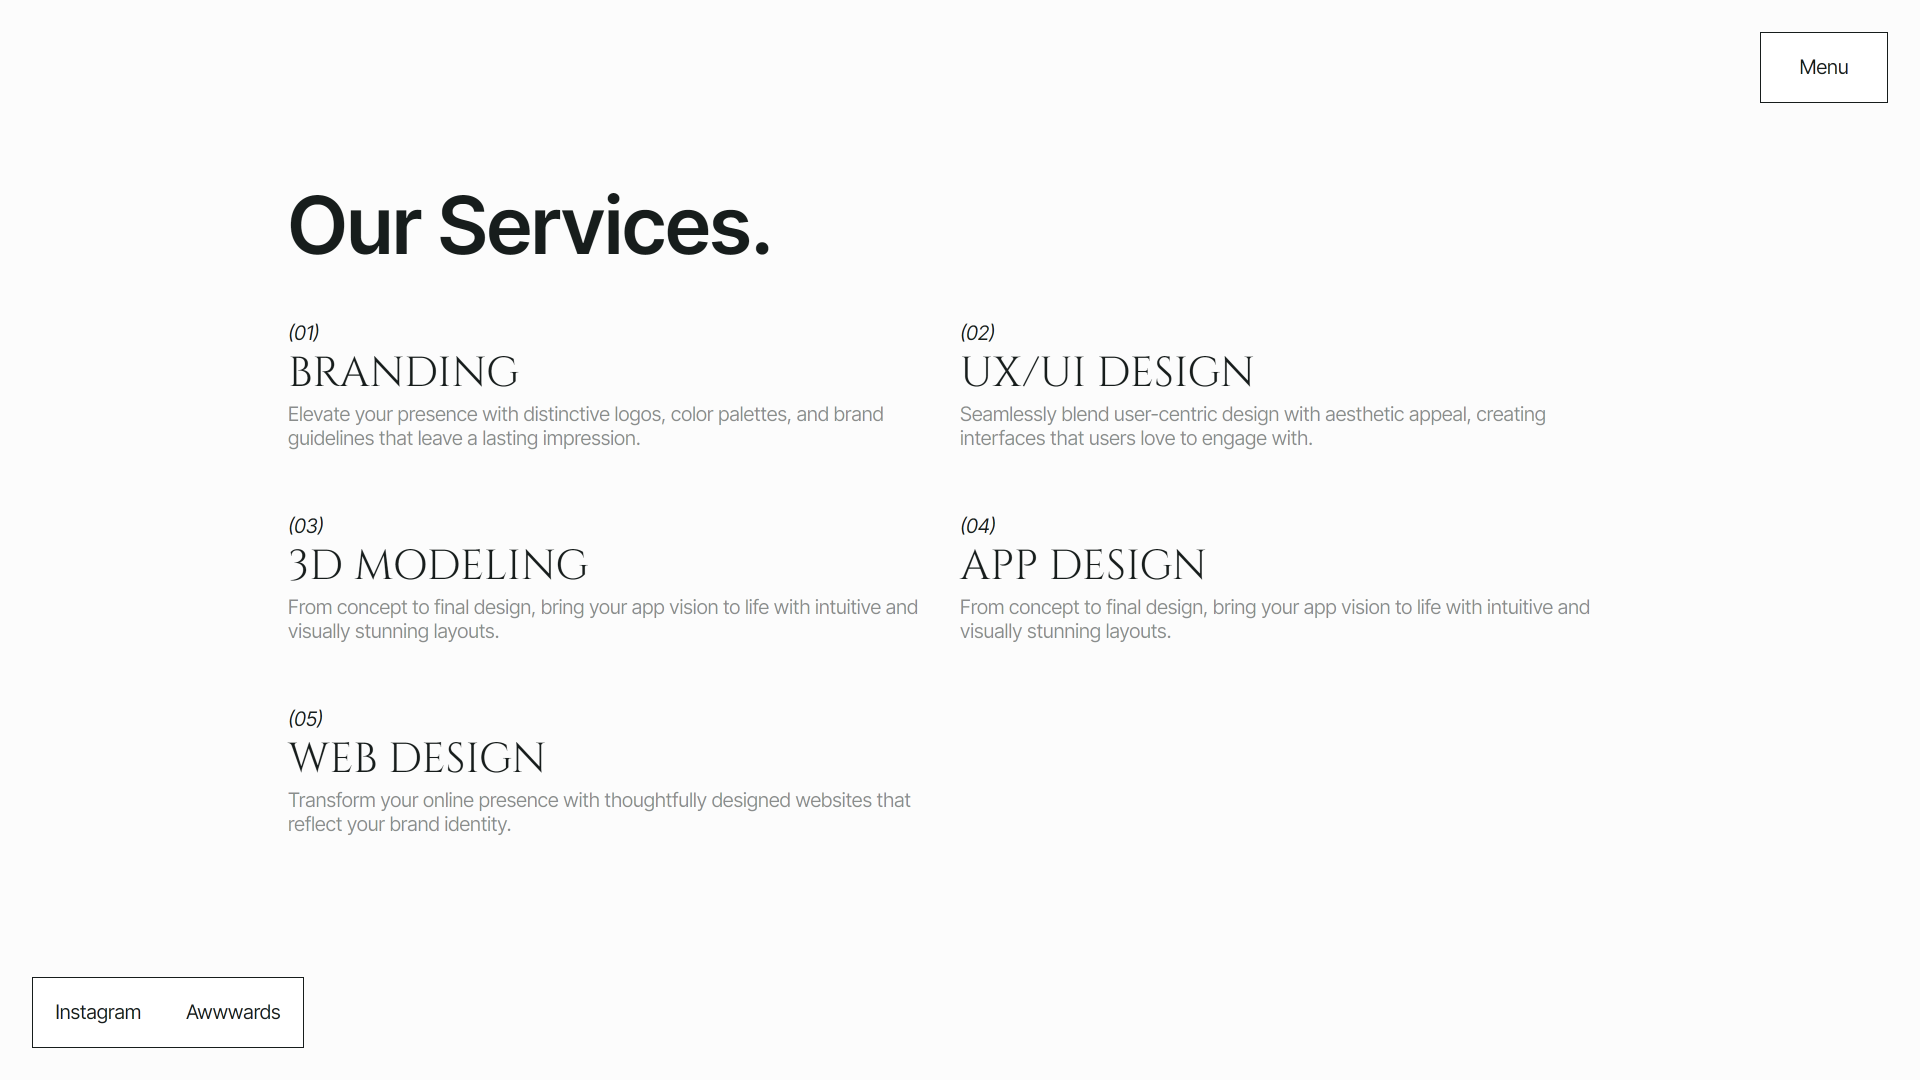 Menu
Our Services.
(01)
BRANDING
Elevate your presence with distinctive logos, color palettes, and brand
guidelines that leave a lasting impression.
(02)
UX/UI DESIGN
Seamlessly blend user-centric design with aesthetic appeal, creating
interfaces that users love to engage with.
(03)
3D MODELING
From concept to final design, bring your app vision to life with intuitive and
visually stunning layouts.
(04)
APP DESIGN
From concept to final design, bring your app vision to life with intuitive and
visually stunning layouts.
(05)
WEB DESIGN
Transform your online presence with thoughtfully designed websites that
reflect your brand identity.
Instagram Awwwards